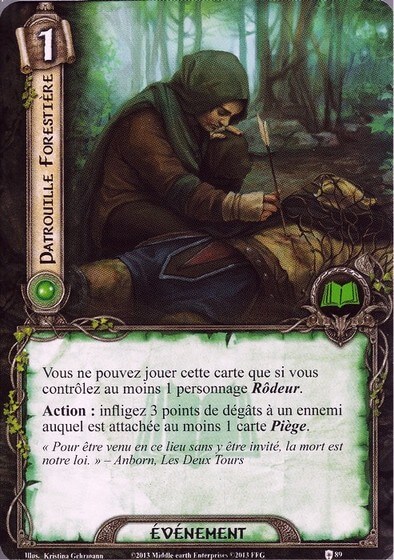 1
PATROUILLE FORESTIÈRE
Vous ne pouvez jouer cette carte que si vous
contrôlez au moins 1 personnage Rôdeur.
Action : infligez 3 points de dégâts à un ennemi
auquel est attachée au moins 1 carte Piège.
« Pour être venu en ce lieu sans y être invité, la mort est
notre loi. » – Anborn, Les Deux Tours
ÉVÉNEMENT
Illus. Kristina Gehrmann ©2013 Middle earth Enterprises ©2013 FFG 89